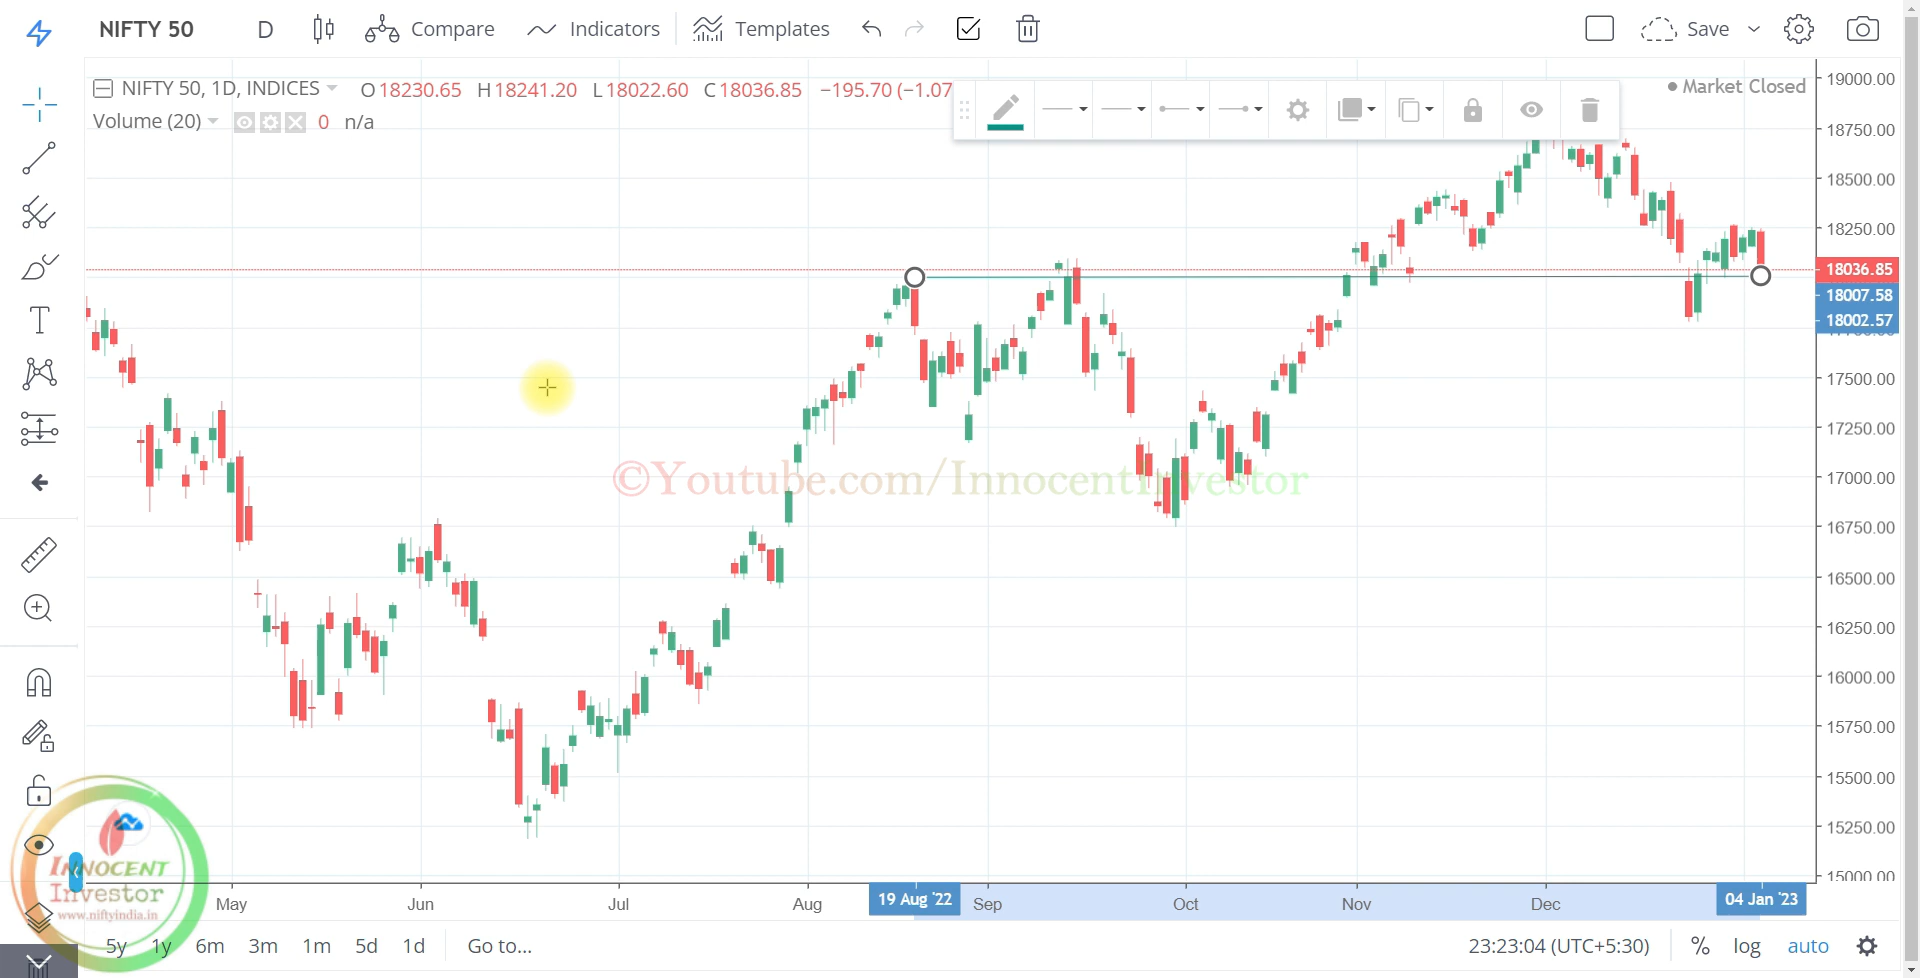 NIFTY 50 D Compare Indicators Templates Save
NIFTY 50, 1D, INDICES O18230.65 H18241.20 L18022.60 C18036.85 −195.70 (−1.07
Volume (20) 0 n/a
Market Closed
19000.00
18750.00
18500.00
18250.00
18036.85
18007.58
18002.57
17500.00
17250.00
17000.00
16750.00
16500.00
16250.00
16000.00
15750.00
15500.00
15250.00
15000.00
©Youtube.com/InnocentInvestor
INNOCENT
Investor
www.niftyindia.in
May Jun Jul Aug 19 Aug '22 Sep Oct Nov Dec 04 Jan '23
5y 1y 6m 3m 1m 5d 1d Go to... 23:23:04 (UTC+5:30) % log auto